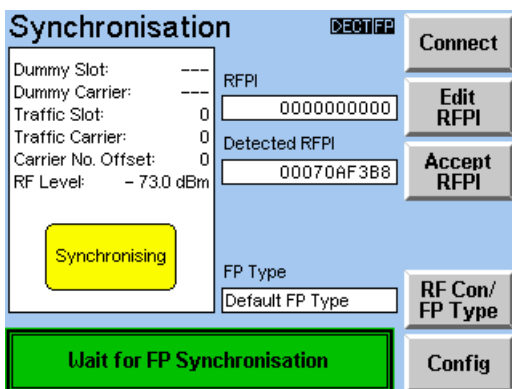 Synchronisation
DECT FP
Dummy Slot: ---
Dummy Carrier: ---
Traffic Slot: 0
Traffic Carrier: 0
Carrier No. Offset: 0
RF Level: - 73.0 dBm
Synchronising
RFPI
0000000000
Detected RFPI
00070AF3B8
FP Type
Default FP Type
Wait for FP Synchronisation
Connect
Edit
RFPI
Accept
RFPI
RF Con/
FP Type
Config